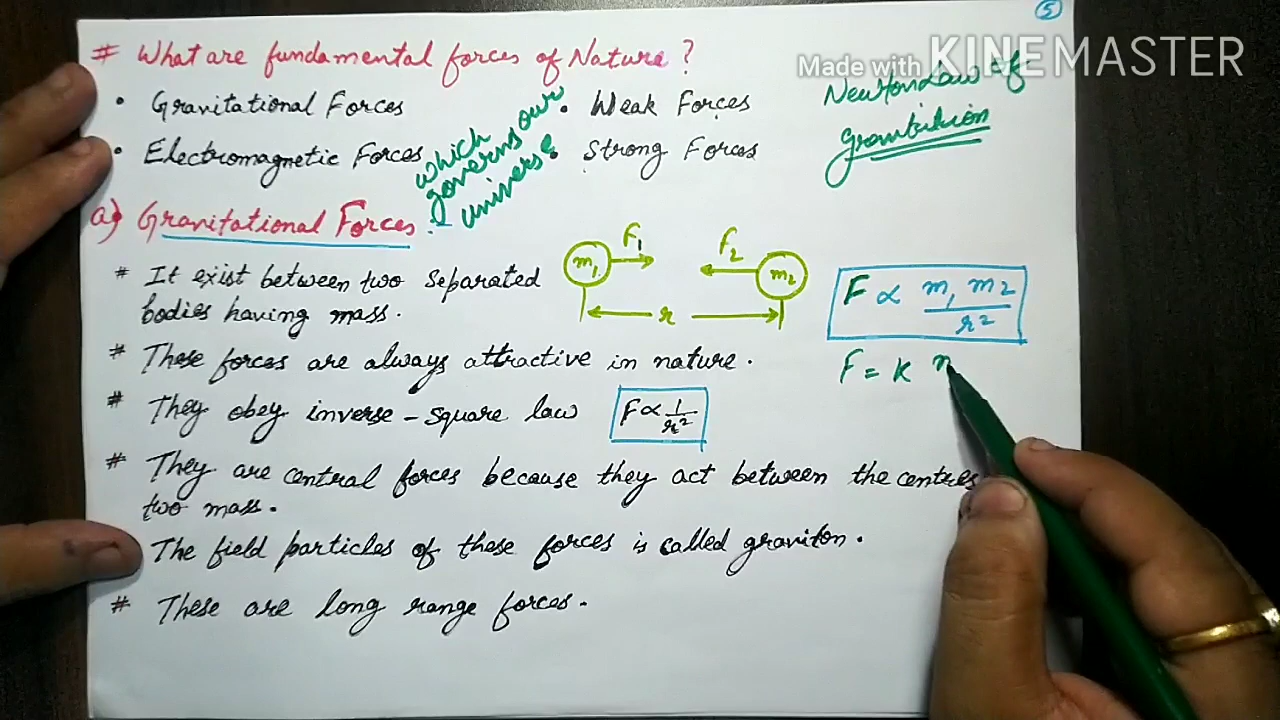 5
# What are fundamental forces of Nature?
• Gravitational Forces
• Weak Forces
• Electromagnetic Forces
• Strong Forces
which
governs our
universe
Newton Law of
Gravitation
Made with KINEMASTER
a) Gravitational Forces :-
# It exist between two separated
bodies having mass.
m₁ F₁ F₂ m₂
r
F ∝ m₁ m₂ / r²
F = K m
# These forces are always attractive in nature.
# They obey inverse-square law F ∝ 1/r²
# They are central forces because they act between the centres
two mass.
The field particles of these forces is called graviton.
# These are long range forces.